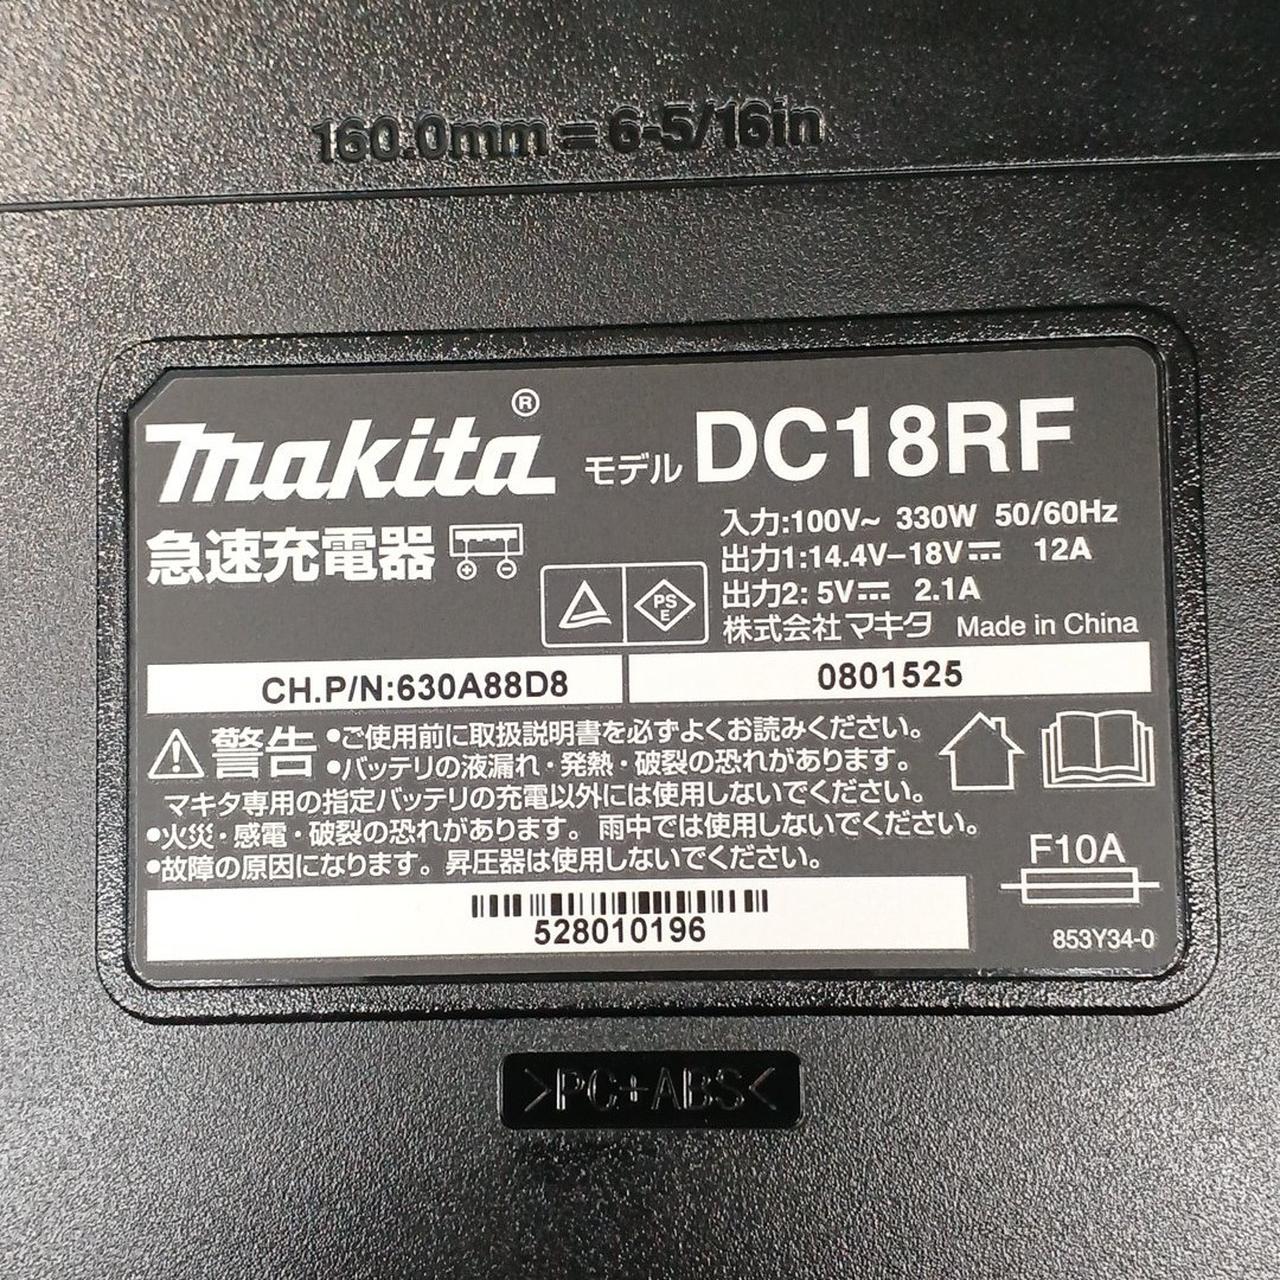 160.0mm=6-5/16in
makita® モデル DC18RF
急速充電器
入力:100V~ 330W 50/60Hz
出力1:14.4V–18V⎓ 12A
出力2: 5V⎓ 2.1A
PS
E
株式会社 マキタ Made in China
CH.P/N:630A88D8
0801525
警告 •ご使用前に取扱説明書を必ずよくお読みください。
•バッテリの液漏れ・発熱・破裂の恐れがあります。
マキタ専用の指定バッテリの充電以外には使用しないでください。
•火災・感電・破裂の恐れがあります。雨中では使用しないでください。
•故障の原因になります。昇圧器は使用しないでください。
F10A
528010196
853Y34-0
>PC+ABS<